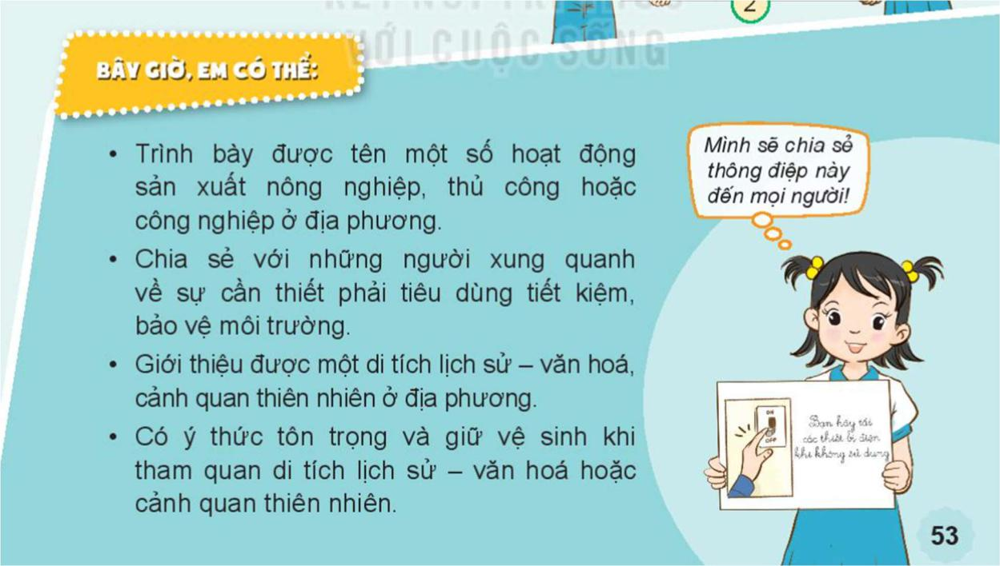 KẾT NỐI TRI THỨC
VỚI CUỘC SỐNG
2
BÂY GIỜ, EM CÓ THỂ:
• Trình bày được tên một số hoạt động
sản xuất nông nghiệp, thủ công hoặc
công nghiệp ở địa phương.
• Chia sẻ với những người xung quanh
về sự cần thiết phải tiêu dùng tiết kiệm,
bảo vệ môi trường.
• Giới thiệu được một di tích lịch sử – văn hoá,
cảnh quan thiên nhiên ở địa phương.
• Có ý thức tôn trọng và giữ vệ sinh khi
tham quan di tích lịch sử – văn hoá hoặc
cảnh quan thiên nhiên.
Mình sẽ chia sẻ
thông điệp này
đến mọi người!
ON
OFF
Bạn hãy tắt
các thiết bị điện
khi không sử dụng
53